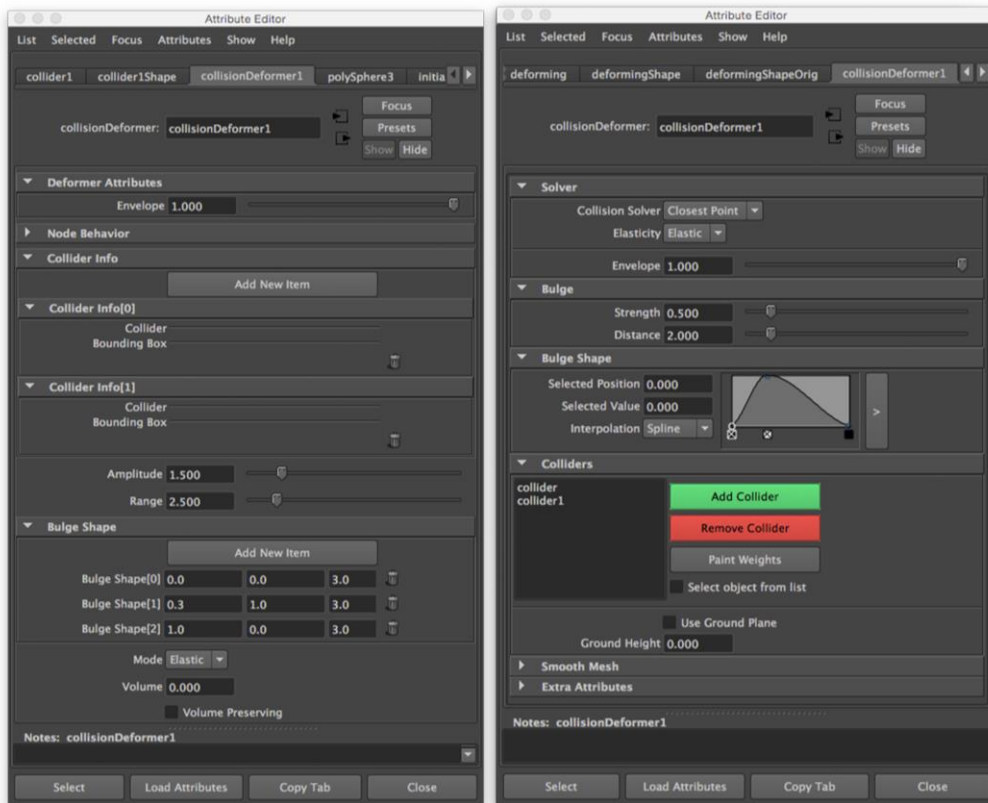 Attribute Editor
List Selected Focus Attributes Show Help
collider1 collider1Shape collisionDeformer1 polySphere3 initia
Focus
collisionDeformer: collisionDeformer1
Presets
Show Hide
Deformer Attributes
Envelope 1.000
Node Behavior
Collider Info
Add New Item
Collider Info[0]
Collider
Bounding Box
Collider Info[1]
Collider
Bounding Box
Amplitude 1.500
Range 2.500
Bulge Shape
Add New Item
Bulge Shape[0] 0.0 0.0 3.0
Bulge Shape[1] 0.3 1.0 3.0
Bulge Shape[2] 1.0 0.0 3.0
Mode Elastic
Volume 0.000
Volume Preserving
Notes: collisionDeformer1
Select Load Attributes Copy Tab Close
Attribute Editor
List Selected Focus Attributes Show Help
deforming deformingShape deformingShapeOrig collisionDeformer1
Focus
collisionDeformer: collisionDeformer1
Presets
Show Hide
Solver
Collision Solver Closest Point
Elasticity Elastic
Envelope 1.000
Bulge
Strength 0.500
Distance 2.000
Bulge Shape
Selected Position 0.000
Selected Value 0.000
Interpolation Spline
>
Colliders
collider
collider1
Add Collider
Remove Collider
Paint Weights
Select object from list
Use Ground Plane
Ground Height 0.000
Smooth Mesh
Extra Attributes
Notes: collisionDeformer1
Select Load Attributes Copy Tab Close